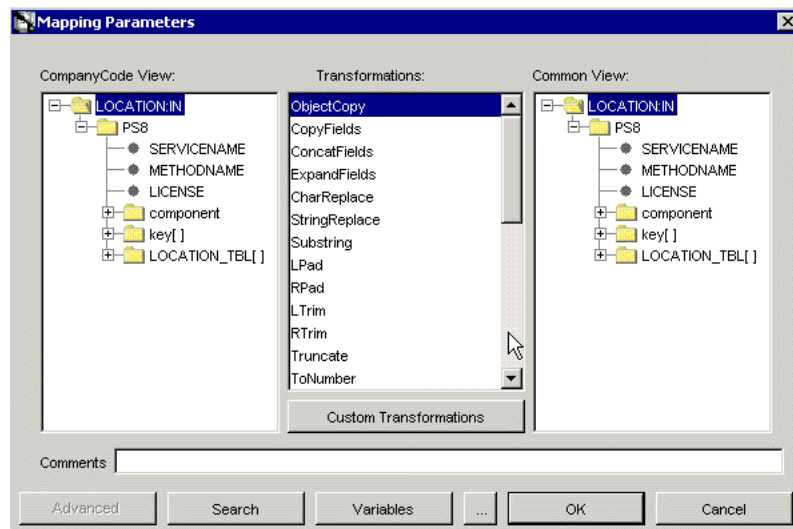 Mapping Parameters
CompanyCode View:
Transformations:
Common View:
LOCATION:IN
PS8
SERVICENAME
METHODNAME
LICENSE
component
key[ ]
LOCATION_TBL[ ]
ObjectCopy
CopyFields
ConcatFields
ExpandFields
CharReplace
StringReplace
Substring
LPad
RPad
LTrim
RTrim
Truncate
ToNumber
Custom Transformations
LOCATION:IN
PS8
SERVICENAME
METHODNAME
LICENSE
component
key[ ]
LOCATION_TBL[ ]
Comments
Advanced
Search
Variables
...
OK
Cancel